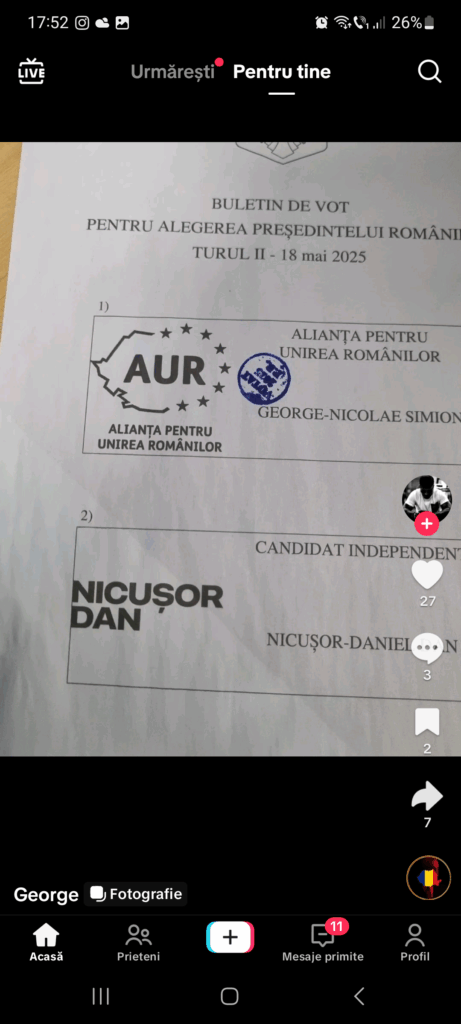 17:52
26%
LIVE
Urmărești
Pentru tine
BULETIN DE VOT
PENTRU ALEGEREA PREȘEDINTELUI ROMÂNI
TURUL II - 18 mai 2025
1)
AUR
ALIANȚA PENTRU
UNIREA ROMÂNILOR
ALIANȚA PENTRU
UNIREA ROMÂNILOR
GEORGE-NICOLAE SIMION
2)
NICUȘOR
DAN
CANDIDAT INDEPENDENT
NICUȘOR-DANIEL
27
3
2
7
George
Fotografie
Acasă
Prieteni
11
Mesaje primite
Profil